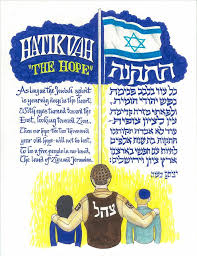 HATIKVAH
"THE HOPE"
התקוה
As long as the Jewish spirit
is yearning deep in the heart,
With eyes turned toward the
East, looking toward Zion,
Then our hope - the two-thousand-
year-old hope - will not be lost:
To be a free people in our land,
The land of Zion and Jerusalem.
כל עוד בלבב פנימה
נפש יהודי הומיה,
ולפאתי מזרח קדימה
עין לציון צופיה,
עוד לא אבדה תקותנו
התקוה בת שנות אלפים
להיות עם חפשי בארצנו
ארץ ציון וירושלים.
צה"ל